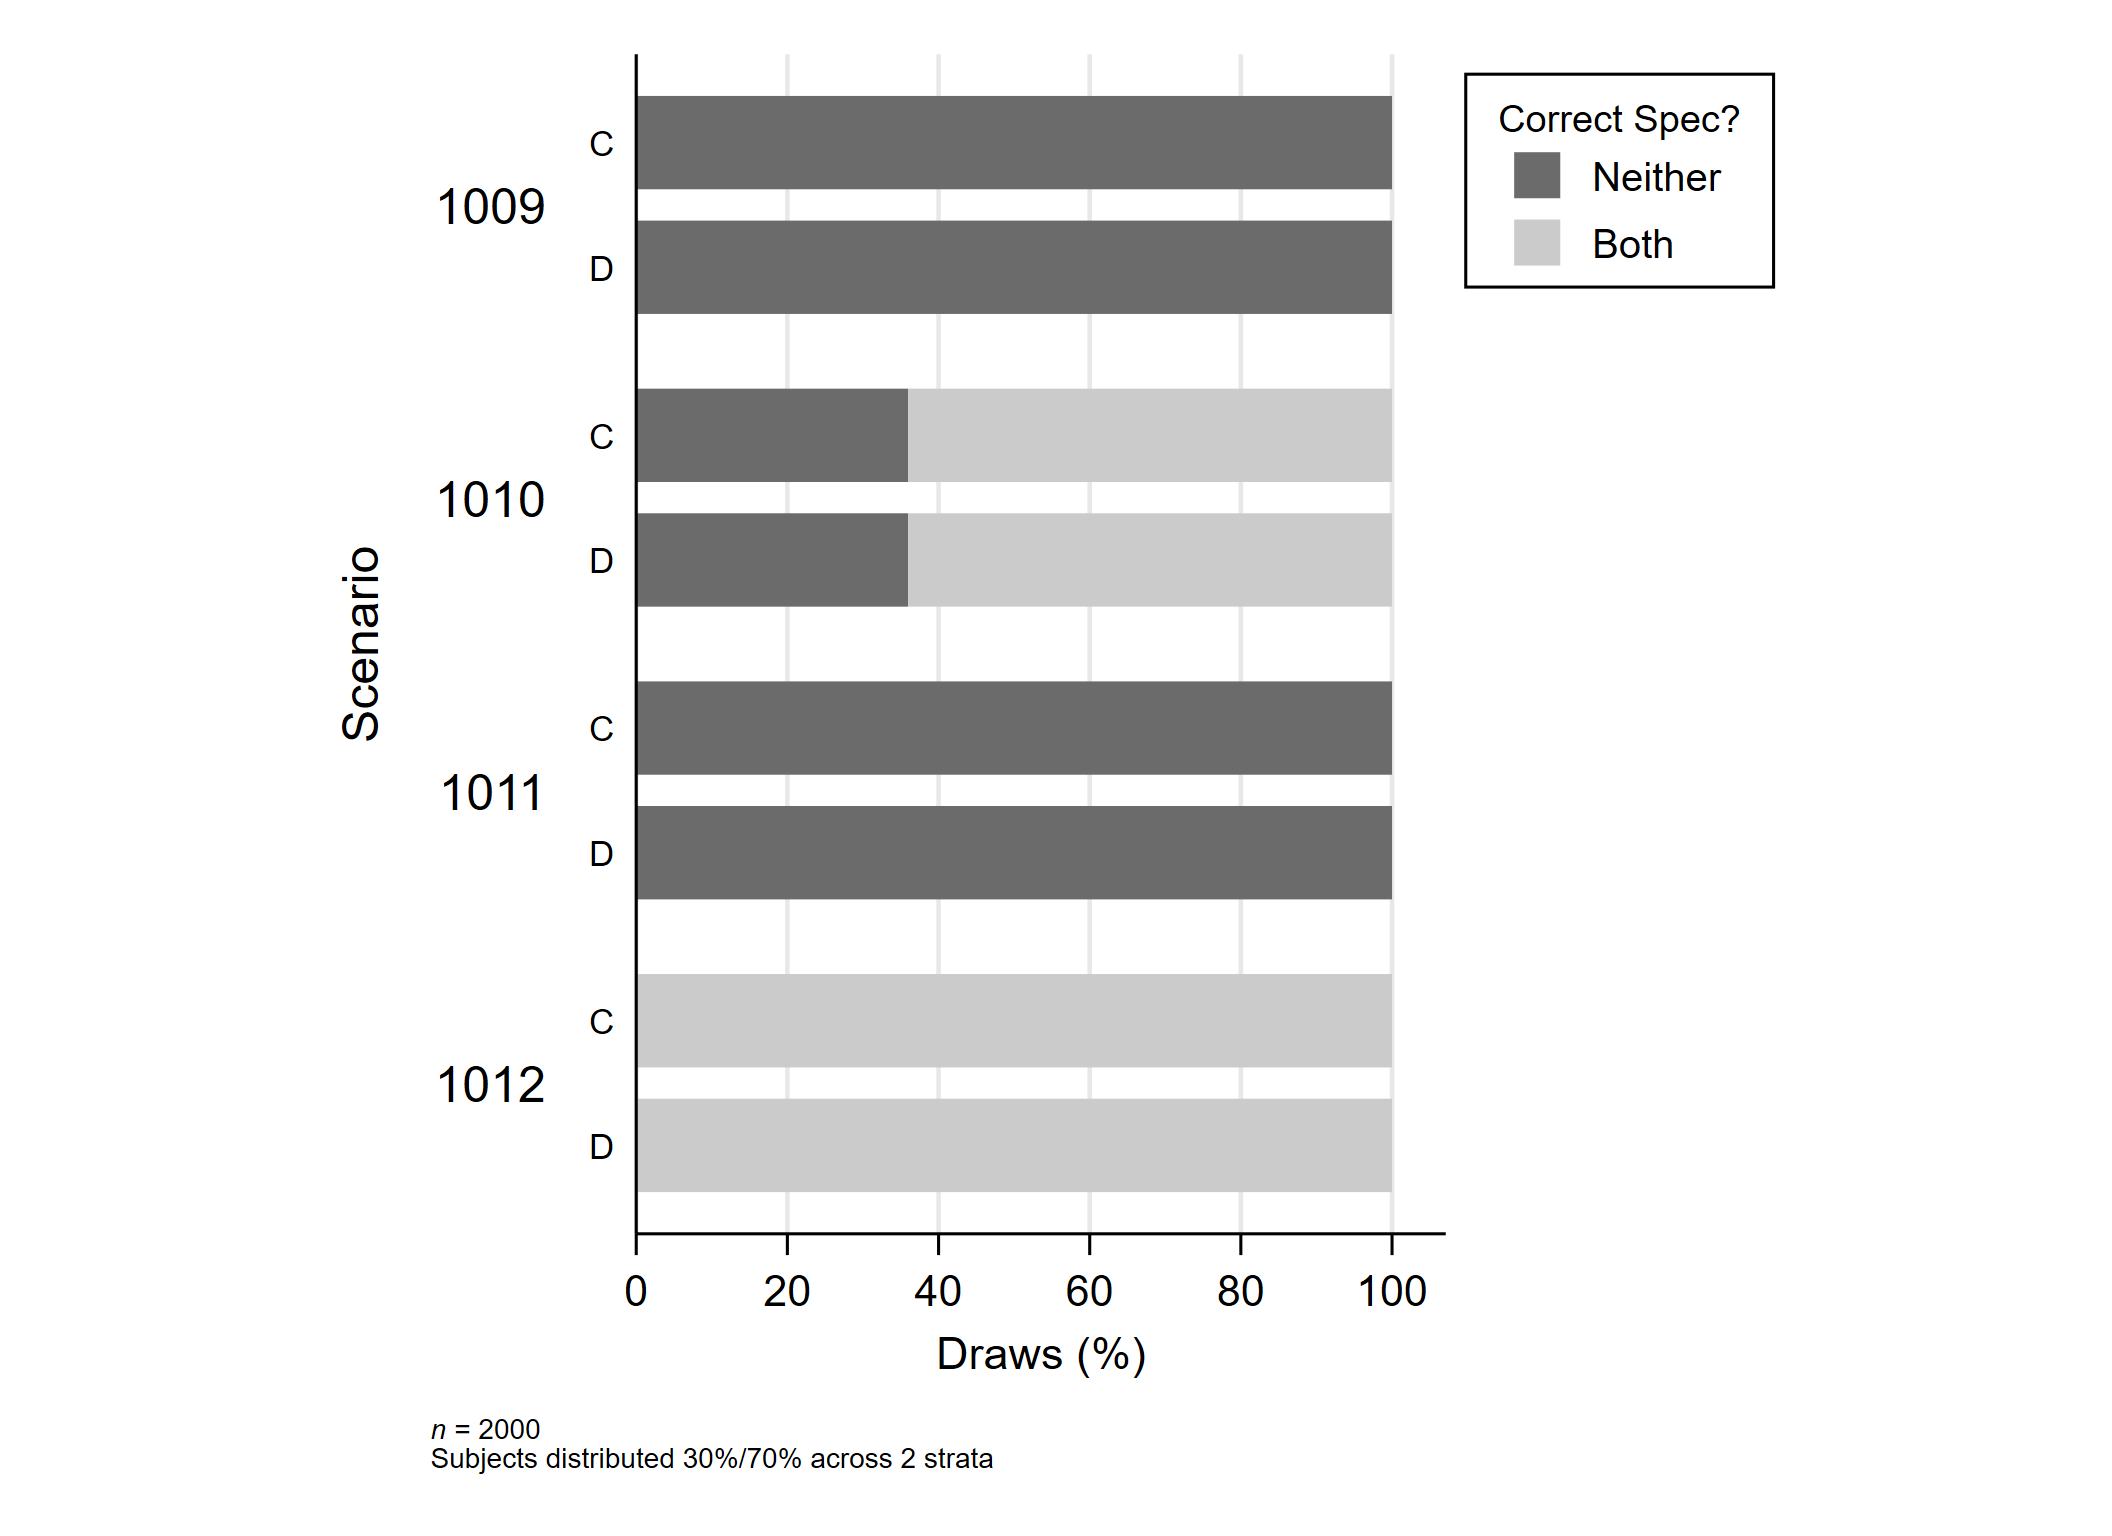 Correct Spec?
Neither
Both
Scenario
1009
C
D
1010
C
D
1011
C
D
1012
C
D
0 20 40 60 80 100
Draws (%)
n = 2000
Subjects distributed 30%/70% across 2 strata